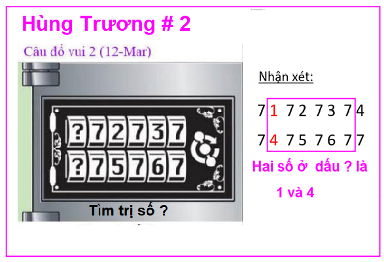 Hùng Trương # 2
Câu đố vui 2 (12-Mar)
?72737
?75767
Tìm trị số ?
Nhận xét:
7 1 7 2 7 3 7 4
7 4 7 5 7 6 7 7
Hai số ở dấu ? là
1 và 4